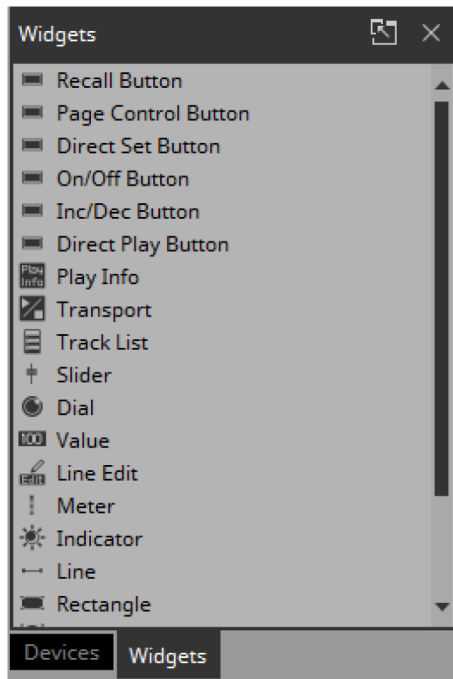 Widgets
Recall Button
Page Control Button
Direct Set Button
On/Off Button
Inc/Dec Button
Direct Play Button
Play Info Play Info
Transport
Track List
Slider
Dial
100 Value
Edit Line Edit
Meter
Indicator
Line
Rectangle
Devices Widgets